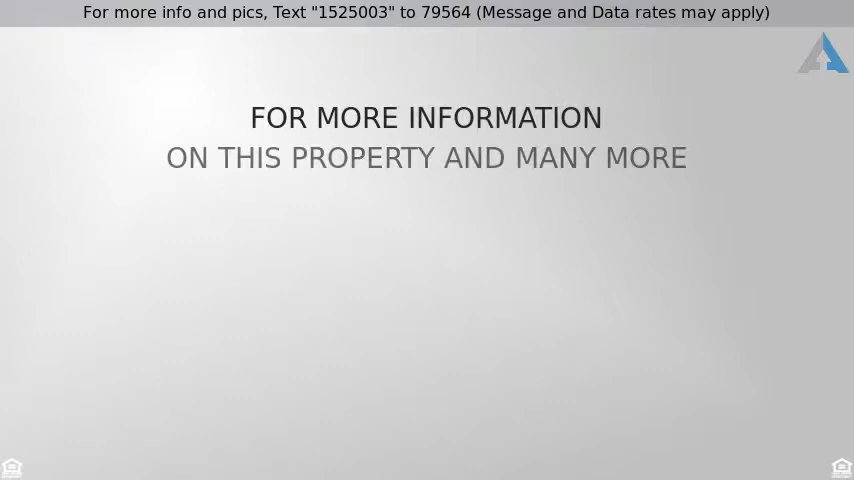 For more info and pics, Text "1525003" to 79564 (Message and Data rates may apply)
FOR MORE INFORMATION
ON THIS PROPERTY AND MANY MORE